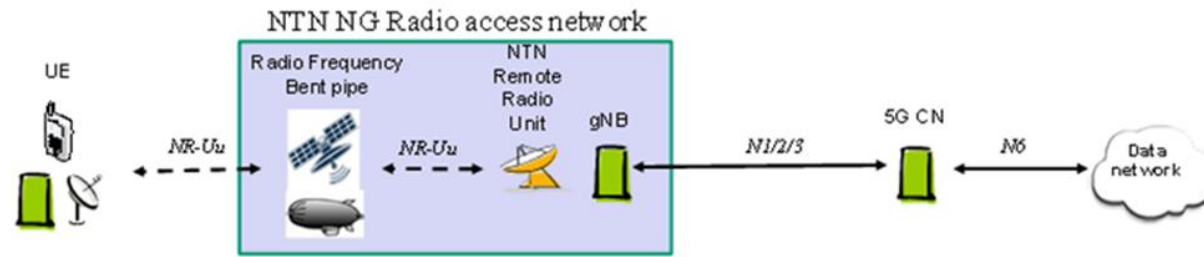 NTN NG Radio access network
UE
Radio Frequency
Bent pipe
NTN
Remote
Radio
Unit
gNB
5G CN
NR-Uu
NR-Uu
N1/2/3
N6
Data
network